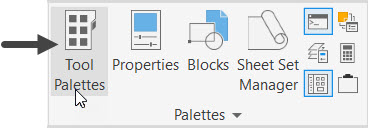 Tool
Palettes
Properties
Blocks
Sheet Set
Manager
Palettes